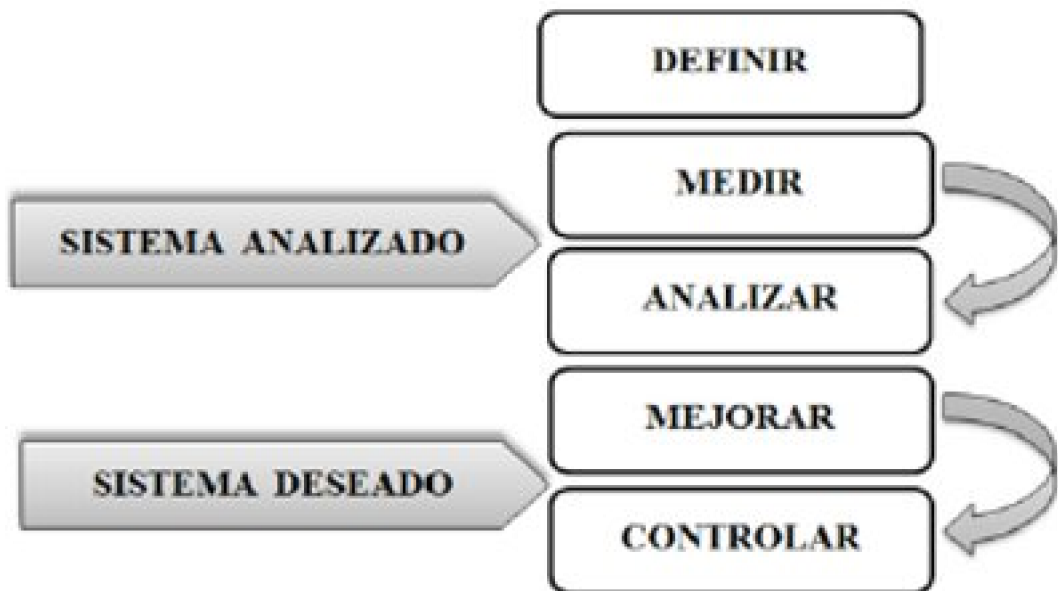 DEFINIR
MEDIR
SISTEMA ANALIZADO
ANALIZAR
MEJORAR
SISTEMA DESEADO
CONTROLAR